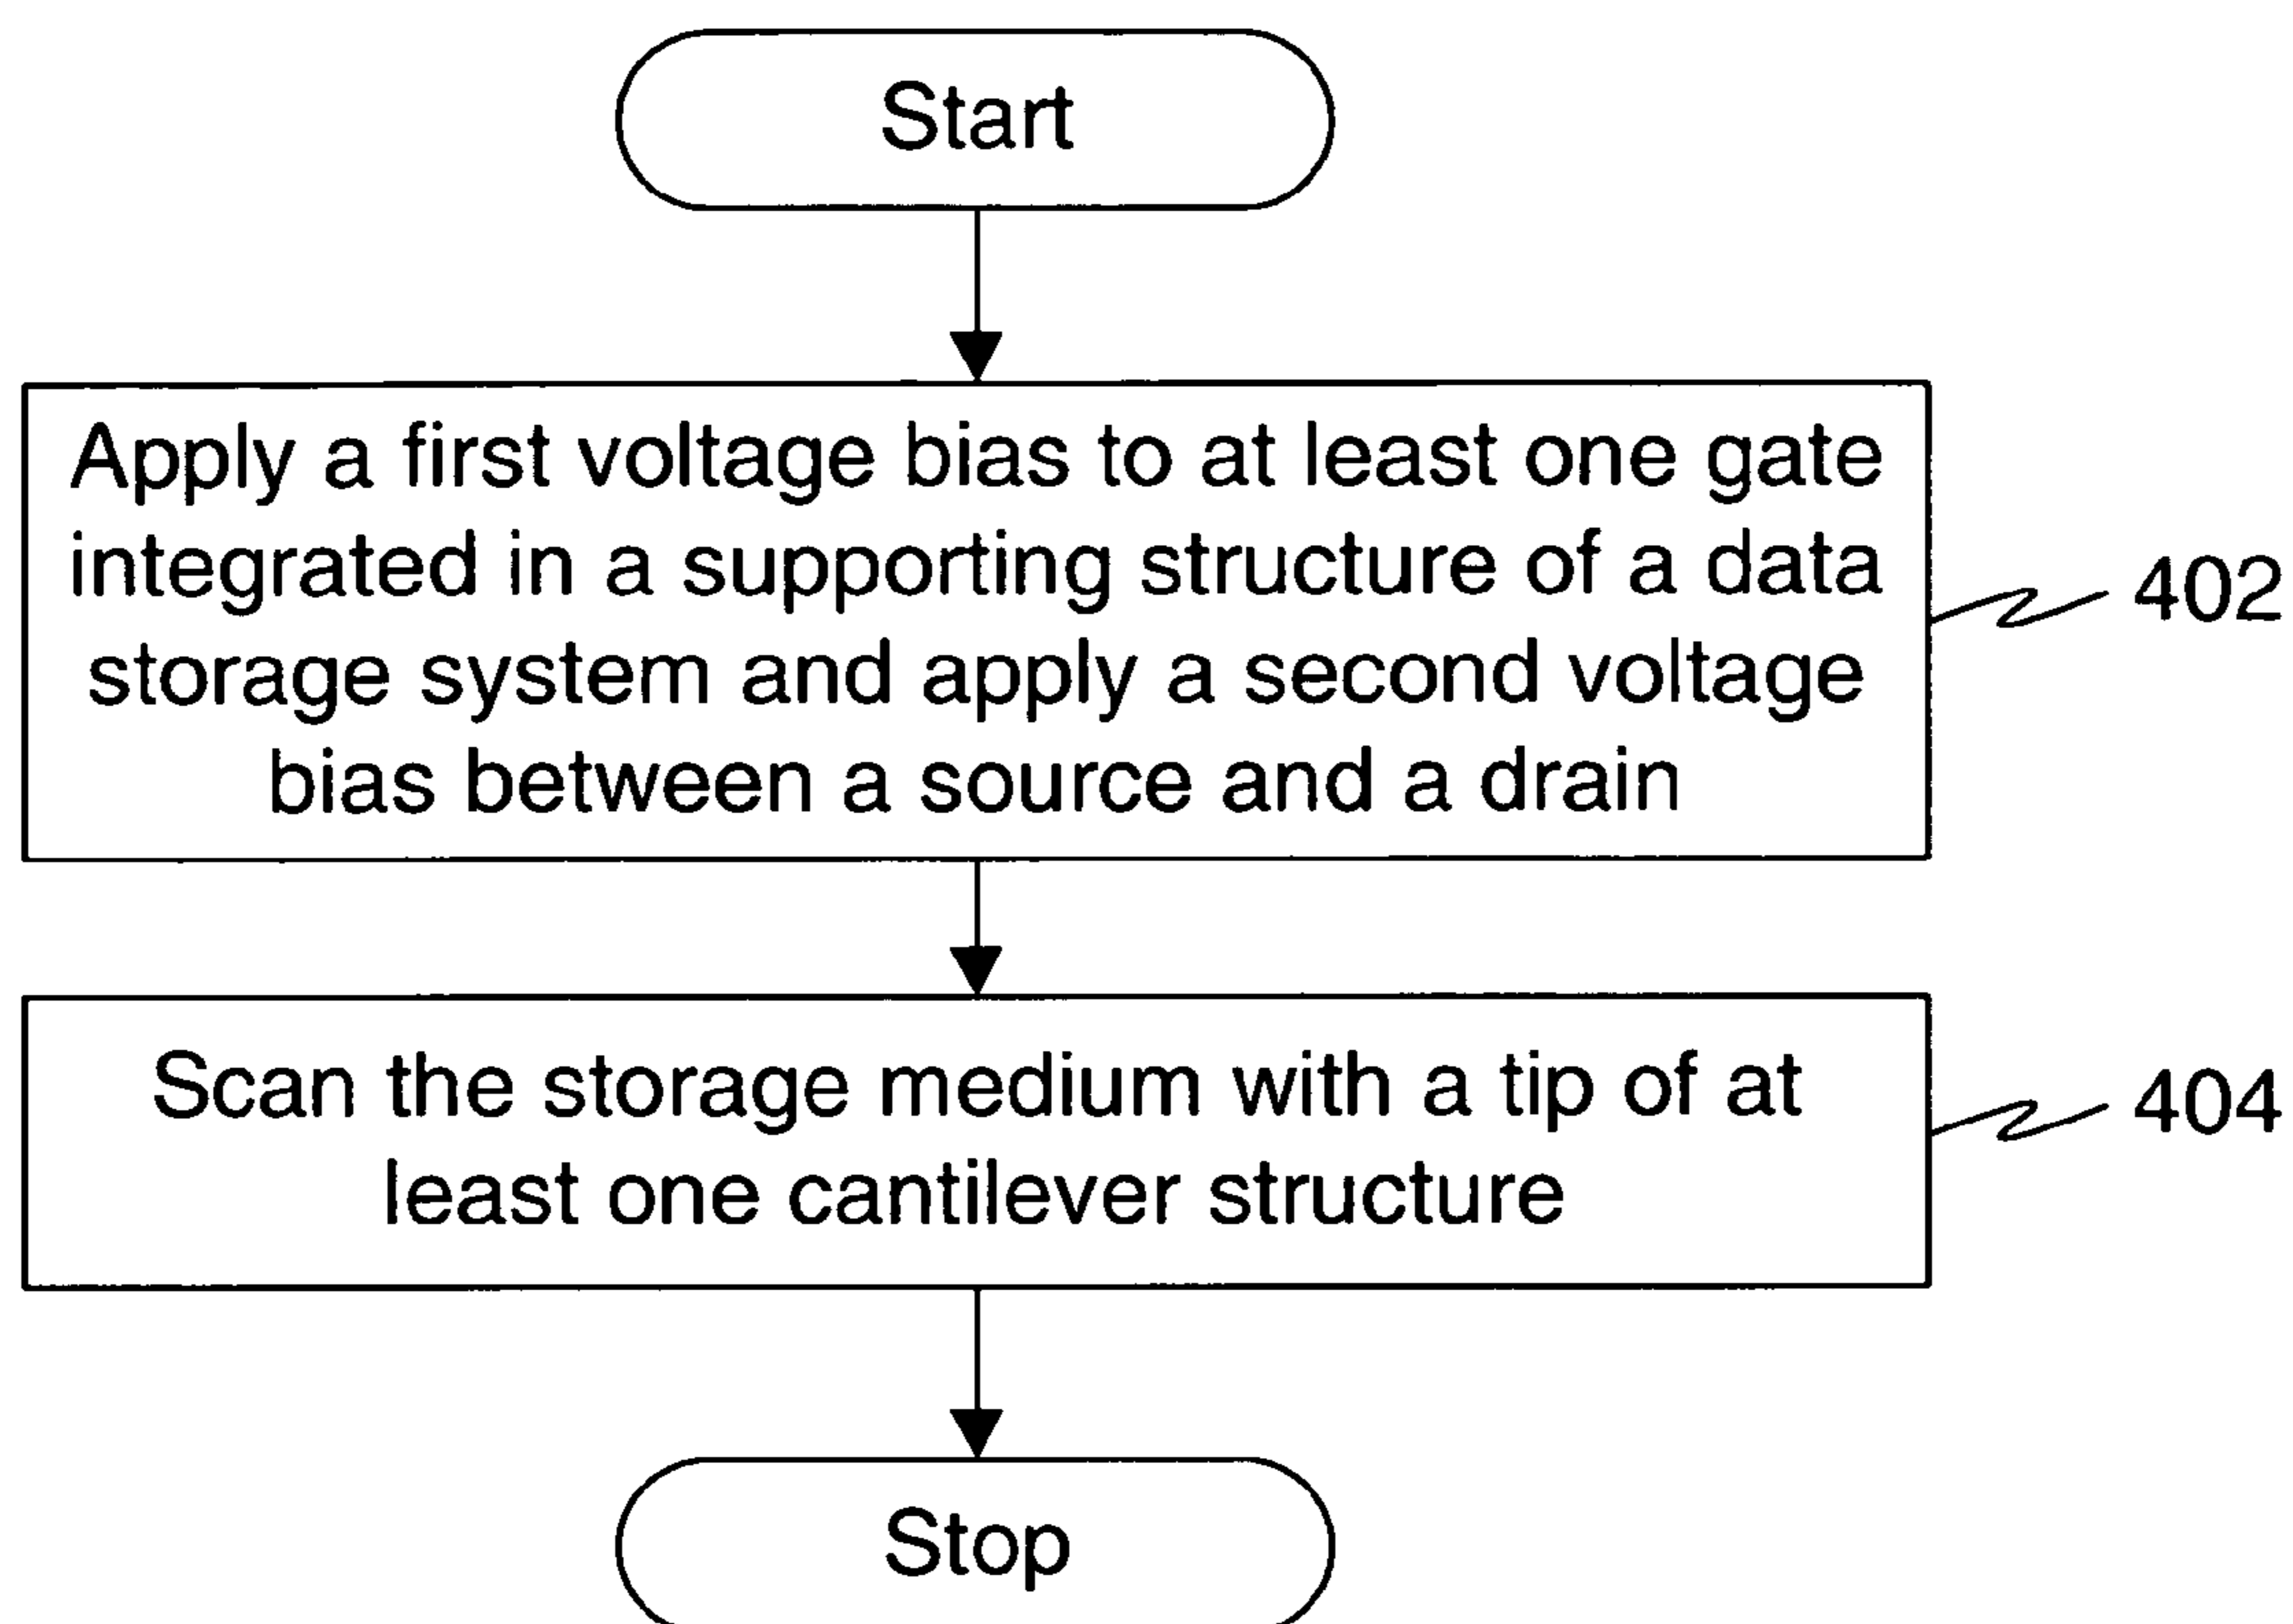 Start
Apply a first voltage bias to at least one gate
integrated in a supporting structure of a data
storage system and apply a second voltage
bias between a source and a drain
402
Scan the storage medium with a tip of at
least one cantilever structure
404
Stop